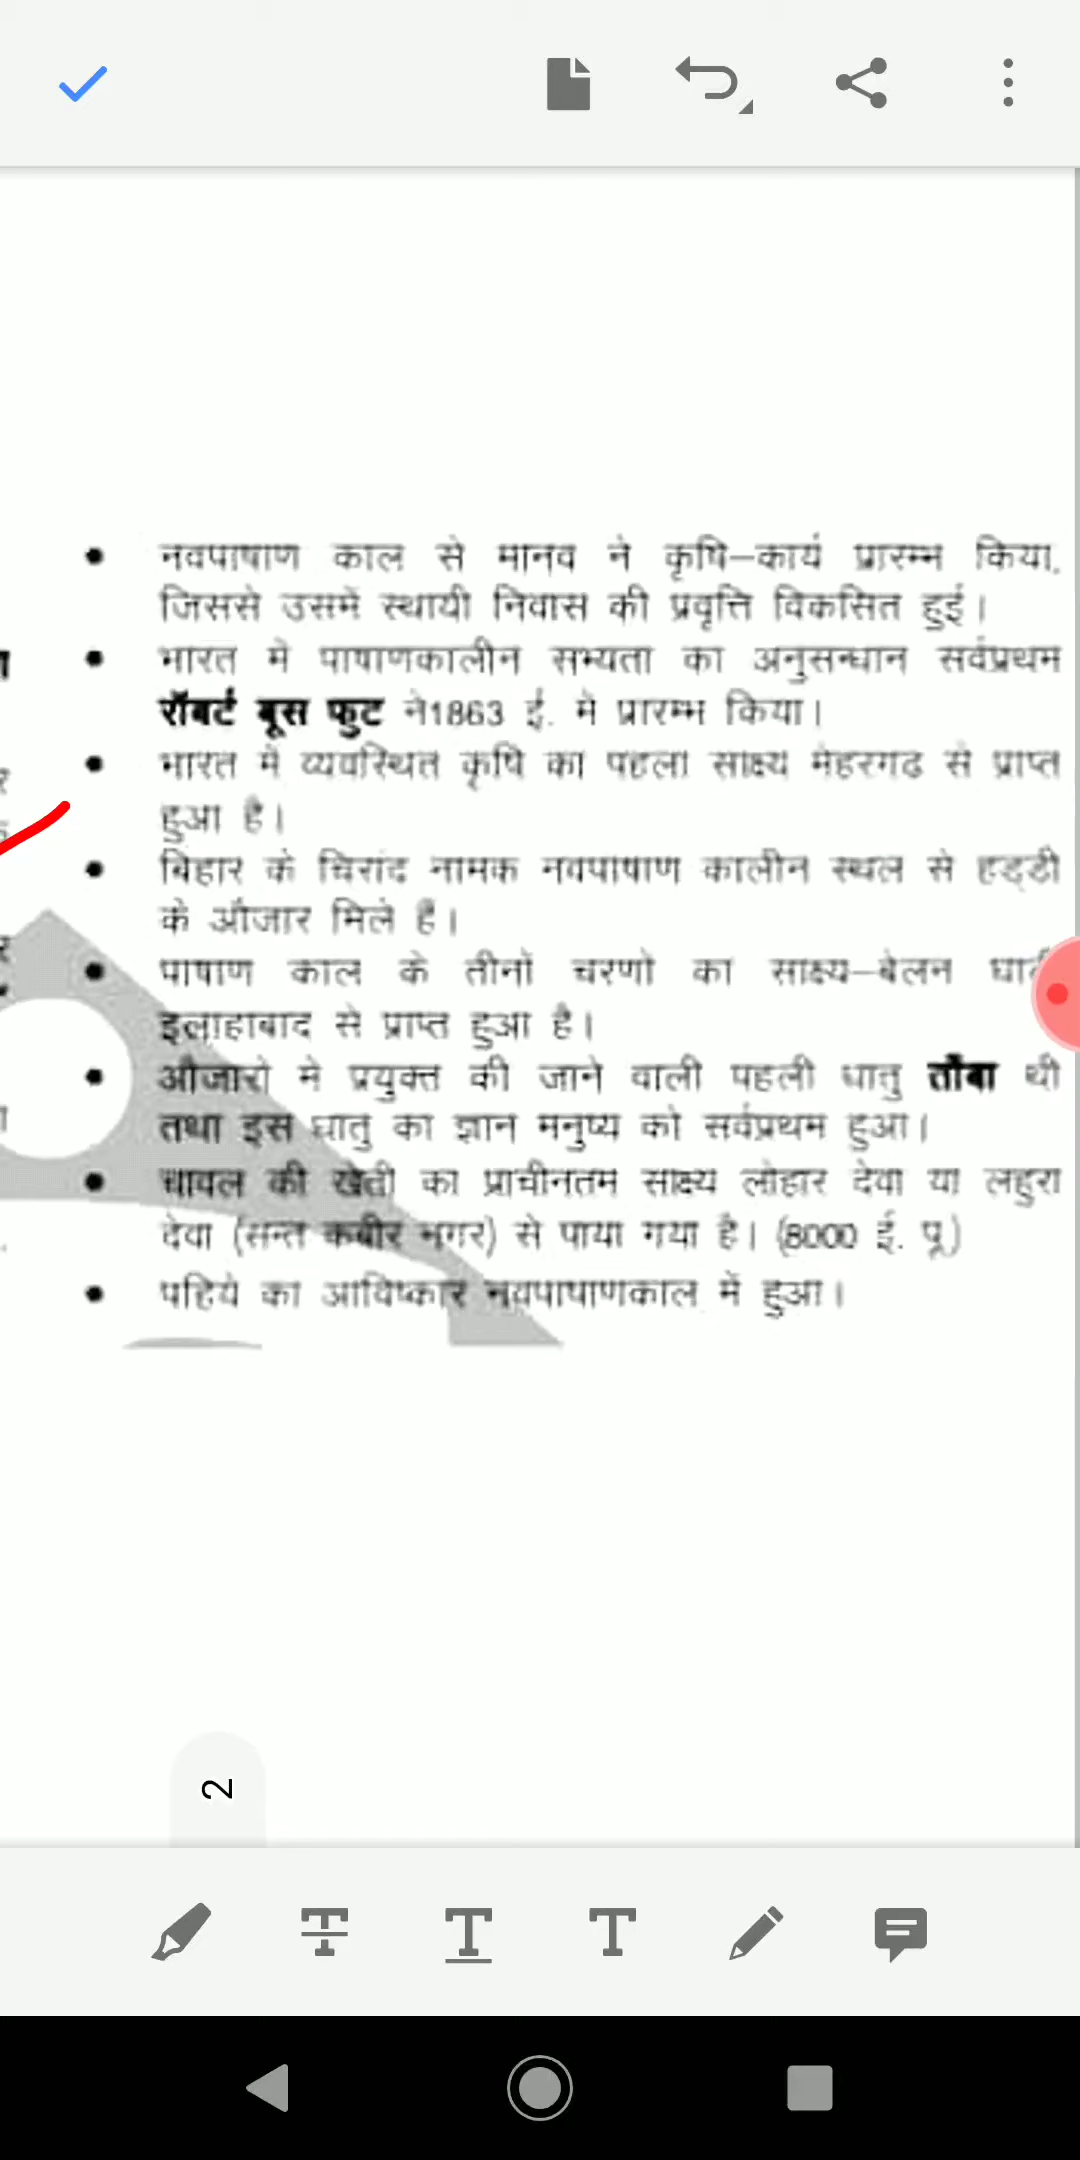 नवपाषाण काल से मानव ने कृषि–कार्य प्रारम्भ किया,
जिससे उसमें स्थायी निवास की प्रवृत्ति विकसित हुई।
भारत में पाषाणकालीन सभ्यता का अनुसन्धान सर्वप्रथम
रॉबर्ट ब्रूस फुट ने1863 ई. में प्रारम्भ किया।
भारत में व्यवस्थित कृषि का पहला साक्ष्य मेहरगढ से प्राप्त
हुआ है।
बिहार के चिरांद नामक नवपाषाण कालीन स्थल से हड्डी
के औजार मिले हैं।
पाषाण काल के तीनों चरणों का साक्ष्य–बेलन
इलाहाबाद से प्राप्त हुआ है।
औजारों में प्रयुक्त की जाने वाली पहली धातु ताँबा थी
तथा इस धातु का ज्ञान मनुष्य को सर्वप्रथम हुआ।
चावल की खेती का प्राचीनतम साक्ष्य लोहार देवा या लहुरा
देवा (सन्त कबीर नगर) से पाया गया है। (8000 ई. पू.)
पहिये का आविष्कार नवपाषाणकाल में हुआ।
2